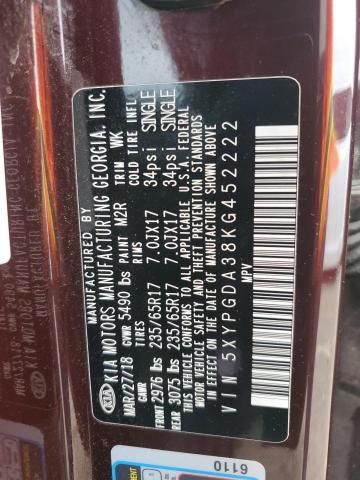 MANUFACTURED BY
KIA KIA MOTORS MANUFACTURING GEORGIA, INC.
MAR/27/18 GVWR 5490 lbs PAINT M2R TRIM WK
GAWR TIRES RIMS COLD TIRE INFL
FRONT 2976 lbs 235/65R17 7.0JX17 34psi SINGLE
REAR 3075 lbs 235/65R17 7.0JX17 34psi SINGLE
THIS VEHICLE CONFORMS TO ALL APPLICABLE U.S.A. FEDERAL
MOTOR VEHICLE SAFETY AND THEFT PREVENTION STANDARDS
IN EFFECT ON THE DATE OF MANUFACTURE SHOWN ABOVE.
VIN 5XYPGDA38KG452222
MPV
6110